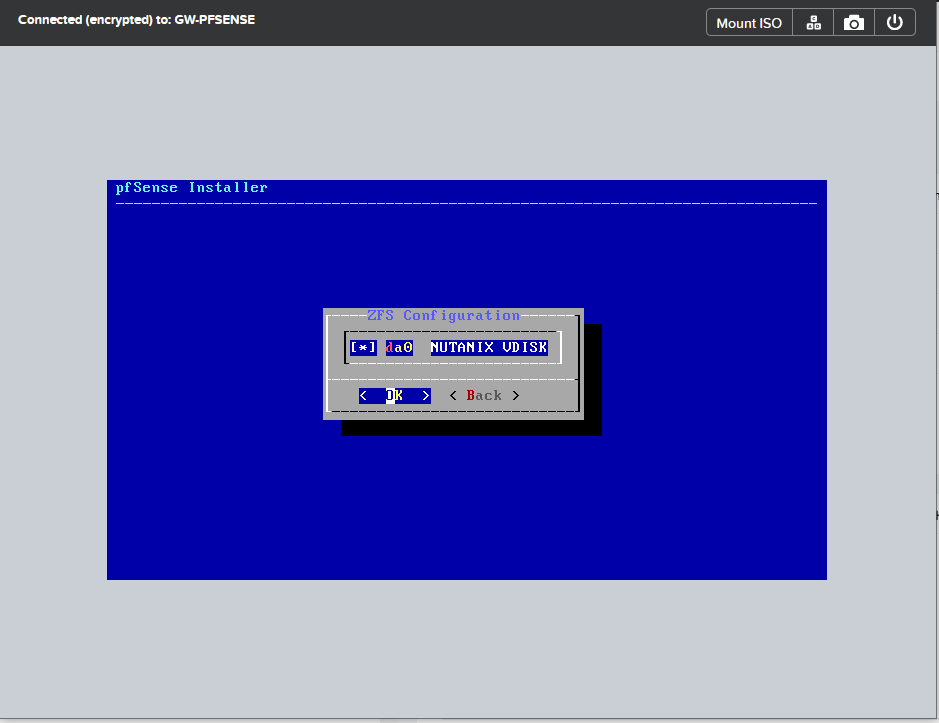 Connected (encrypted) to: GW-PFSENSE
Mount ISO
pfSense Installer
ZFS Configuration
[*] da0 NUTANIX VDISK
< OK > < Back >